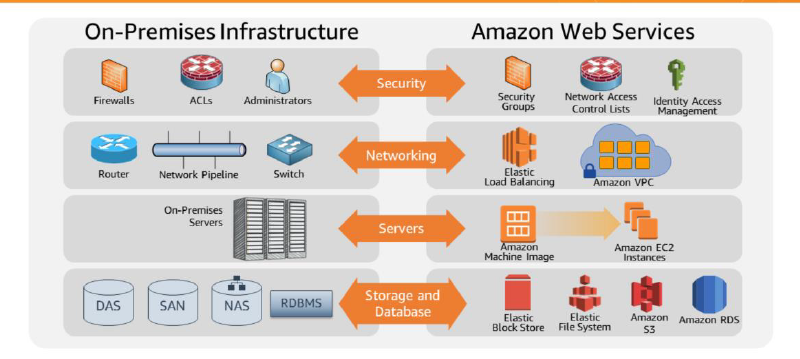 On-Premises Infrastructure
Amazon Web Services
Firewalls
ACLs
Administrators
Security
Security
Groups
Network Access
Control Lists
Identity Access
Management
Router
Network Pipeline
Switch
Networking
Elastic
Load Balancing
Amazon VPC
On-Premises
Servers
Servers
Amazon
Machine Image
Amazon EC2
Instances
DAS
SAN
NAS
RDBMS
Storage and
Database
Elastic
Block Store
Elastic
File System
Amazon
S3
Amazon RDS